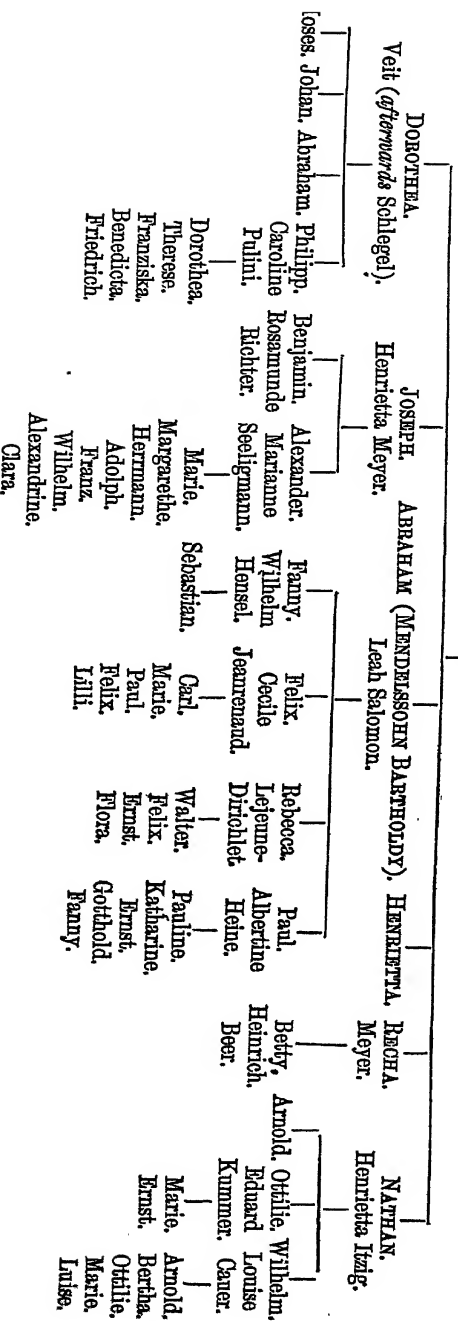 DOROTHEA.
Veit (afterwards Schlegel).
JOSEPH.
Henrietta Meyer.
ABRAHAM (MENDELSSOHN BARTHOLDY).
Leah Salomon.
HENRIETTA.
RECHA.
Meyer.
NATHAN.
Henrietta Itzig.
Johan.
Abraham.
Philipp.
Caroline
Pulini.
Benjamin.
Rosamunde
Richter.
Alexander.
Marianne
Seeligmann.
Fanny.
Wilhelm
Hensel.
Felix.
Cecile
Jeanrenaud.
Rebecca.
Lejeune-
Dirichlet.
Paul.
Albertine
Heine.
Betty.
Heinrich
Beer.
Arnold.
Ottilie.
Eduard
Kummer.
Wilhelm.
Louise
Cauer.
Dorothea.
Therese.
Franziska.
Benedicta.
Friedrich.
Marie.
Margarethe.
Herrmann.
Adolph.
Franz.
Wilhelm.
Alexandrine.
Clara.
Sebastian.
Carl.
Marie.
Paul.
Felix.
Lilli.
Walter.
Felix.
Ernst.
Flora.
Pauline.
Katharine.
Ernst.
Gotthold.
Fanny.
Marie.
Ernst.
Arnold.
Bertha.
Ottilie.
Marie.
Luise.